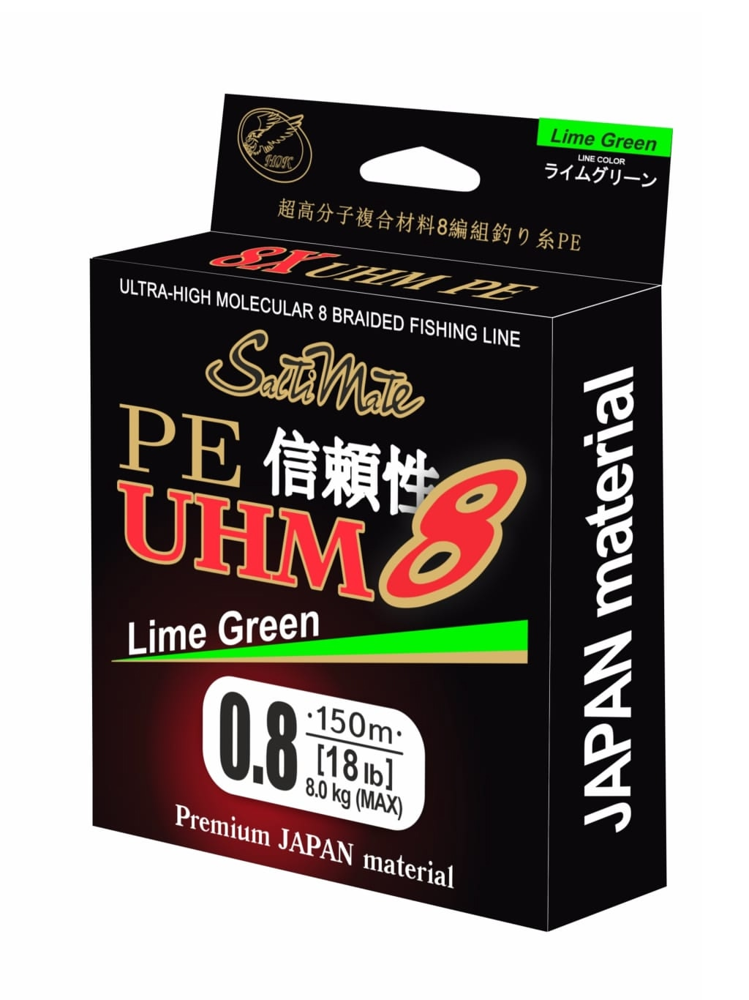 HOK
Lime Green
LINE COLOR
ライムグリーン
超高分子複合材料8編組釣り糸PE
8X UHM PE
ULTRA-HIGH MOLECULAR 8 BRAIDED FISHING LINE
SaltiMate
PE 信頼性
UHM 8
Lime Green
0.8
·150m·
[18 lb]
8.0 kg (MAX)
Premium JAPAN material
JAPAN material